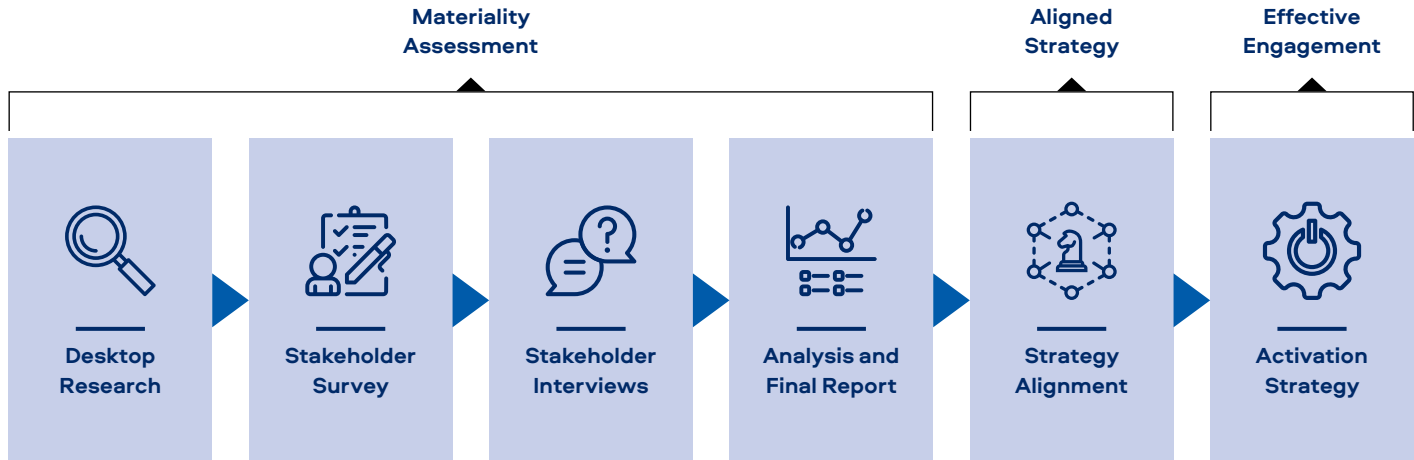 Materiality
Assessment
Aligned
Strategy
Effective
Engagement
Desktop
Research
Stakeholder
Survey
?
Stakeholder
Interviews
Analysis and
Final Report
Strategy
Alignment
Activation
Strategy